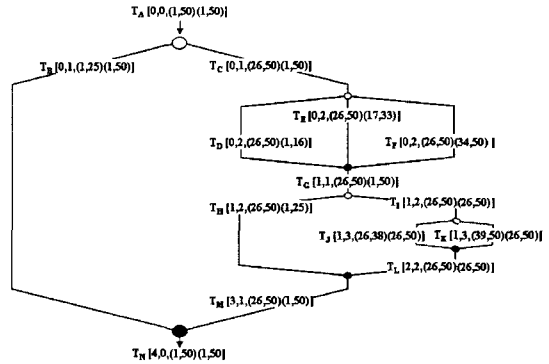 T_A [0,0,(1,50)(1,50)]
T_B [0,1,(1,25)(1,50)]
T_C [0,1,(26,50)(1,50)]
T_E [0,2,(26,50)(17,33)]
T_D [0,2,(26,50)(1,16)]
T_F [0,2,(26,50)(34,50)]
T_G [1,1,(26,50)(1,50)]
T_H [1,2,(26,50)(1,25)]
T_I [1,2,(26,50)(26,50)]
T_J [1,3,(26,38)(26,50)]
T_K [1,3,(39,50)(26,50)]
T_L [2,2,(26,50)(26,50)]
T_M [3,1,(26,50)(1,50)]
T_N [4,0,(1,50)(1,50)]